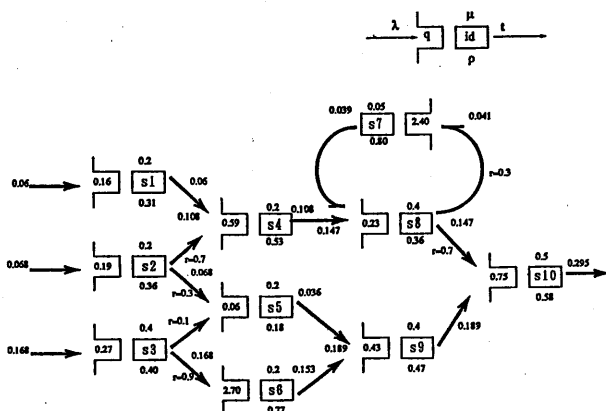 λ q μ id ρ t
0.039 0.05 s7 0.80 2.40 0.041
0.06 0.16 0.2 s1 0.31 0.06
r=0.3
0.108 0.59 0.2 s4 0.53 0.108
0.147 0.23 0.4 s8 0.36 0.147
r=0.7
0.068 0.19 0.2 s2 0.36
r=0.7
0.068
r=0.3
0.75 0.5 s10 0.58 0.295
0.06 0.2 s5 0.18 0.036
r=0.1
0.168 0.27 0.4 s3 0.40
0.168
r=0.9
0.189 0.43 0.4 s9 0.47 0.189
2.70 0.2 s6 0.77 0.153